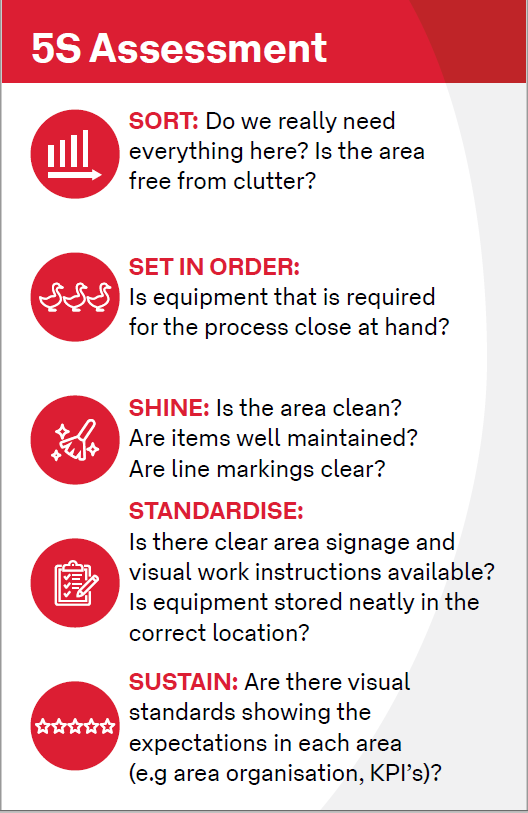 5S Assessment
SORT: Do we really need
everything here? Is the area
free from clutter?
SET IN ORDER:
Is equipment that is required
for the process close at hand?
SHINE: Is the area clean?
Are items well maintained?
Are line markings clear?
STANDARDISE:
Is there clear area signage and
visual work instructions available?
Is equipment stored neatly in the
correct location?
SUSTAIN: Are there visual
standards showing the
expectations in each area
(e.g area organisation, KPI's)?